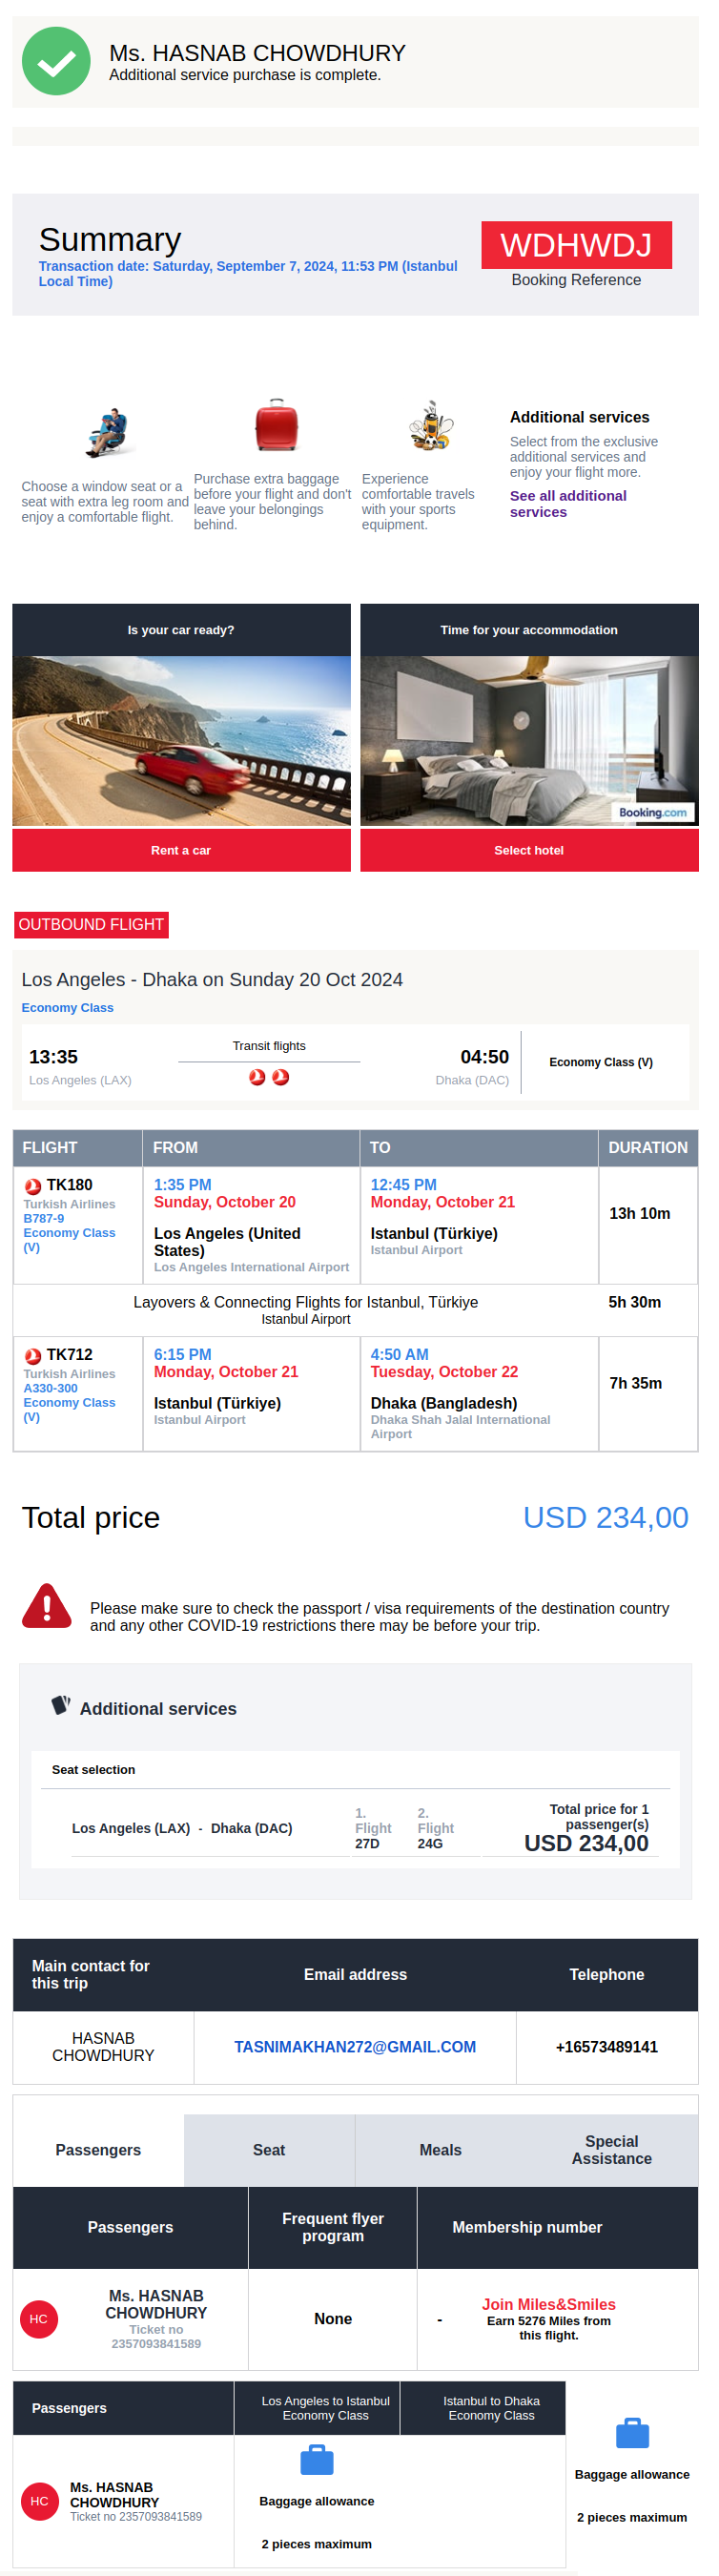 Ms. HASNAB CHOWDHURY
Additional service purchase is complete.
Summary
Transaction date: Saturday, September 7, 2024, 11:53 PM (Istanbul
Local Time)
WDHWDJ
Booking Reference
Choose a window seat or a
seat with extra leg room and
enjoy a comfortable flight.
Purchase extra baggage
before your flight and don't
leave your belongings
behind.
Experience
comfortable travels
with your sports
equipment.
Additional services
Select from the exclusive
additional services and
enjoy your flight more.
See all additional
services
Is your car ready?
Rent a car
Time for your accommodation
Booking.com
Select hotel
OUTBOUND FLIGHT
Los Angeles - Dhaka on Sunday 20 Oct 2024
Economy Class
13:35
Los Angeles (LAX)
Transit flights
04:50
Dhaka (DAC)
Economy Class (V)
FLIGHT FROM TO DURATION
TK180
Turkish Airlines
B787-9
Economy Class
(V)
1:35 PM
Sunday, October 20
Los Angeles (United
States)
Los Angeles International Airport
12:45 PM
Monday, October 21
Istanbul (Türkiye)
Istanbul Airport
13h 10m
Layovers & Connecting Flights for Istanbul, Türkiye
Istanbul Airport
5h 30m
TK712
Turkish Airlines
A330-300
Economy Class
(V)
6:15 PM
Monday, October 21
Istanbul (Türkiye)
Istanbul Airport
4:50 AM
Tuesday, October 22
Dhaka (Bangladesh)
Dhaka Shah Jalal International
Airport
7h 35m
Total price
USD 234,00
Please make sure to check the passport / visa requirements of the destination country
and any other COVID-19 restrictions there may be before your trip.
Additional services
Seat selection
Los Angeles (LAX) - Dhaka (DAC)
1.
Flight
27D
2.
Flight
24G
Total price for 1
passenger(s)
USD 234,00
Main contact for
this trip
Email address
Telephone
HASNAB
CHOWDHURY
TASNIMAKHAN272@GMAIL.COM
+16573489141
Passengers
Seat
Meals
Special
Assistance
Passengers
Frequent flyer
program
Membership number
HC
Ms. HASNAB
CHOWDHURY
Ticket no
2357093841589
None
-
Join Miles&Smiles
Earn 5276 Miles from
this flight.
Passengers
Los Angeles to Istanbul
Economy Class
Istanbul to Dhaka
Economy Class
HC
Ms. HASNAB
CHOWDHURY
Ticket no 2357093841589
Baggage allowance
2 pieces maximum
Baggage allowance
2 pieces maximum